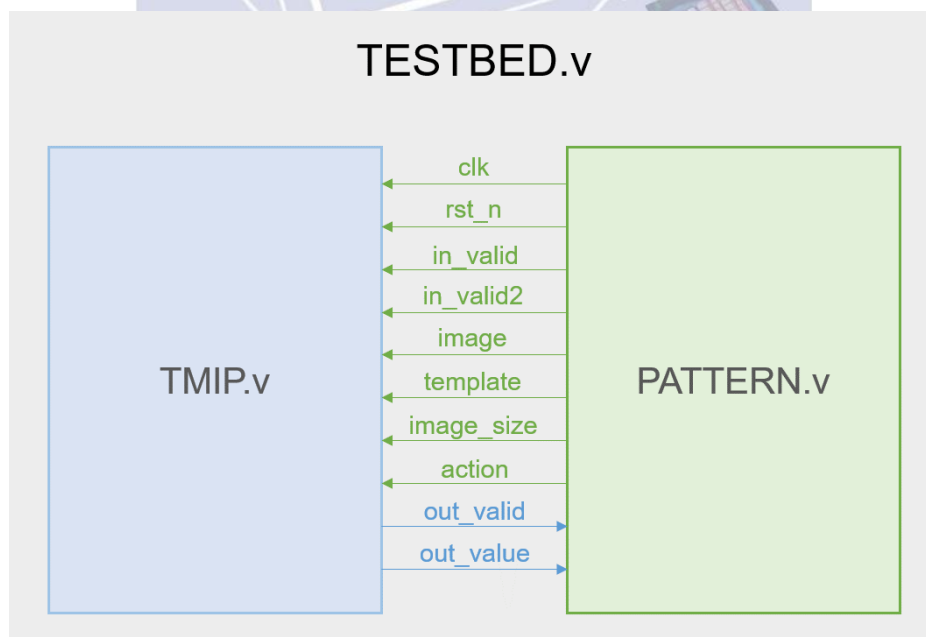 TESTBED.v
clk
rst_n
in_valid
in_valid2
image
TMIP.v
template
PATTERN.v
image_size
action
out_valid
out_value